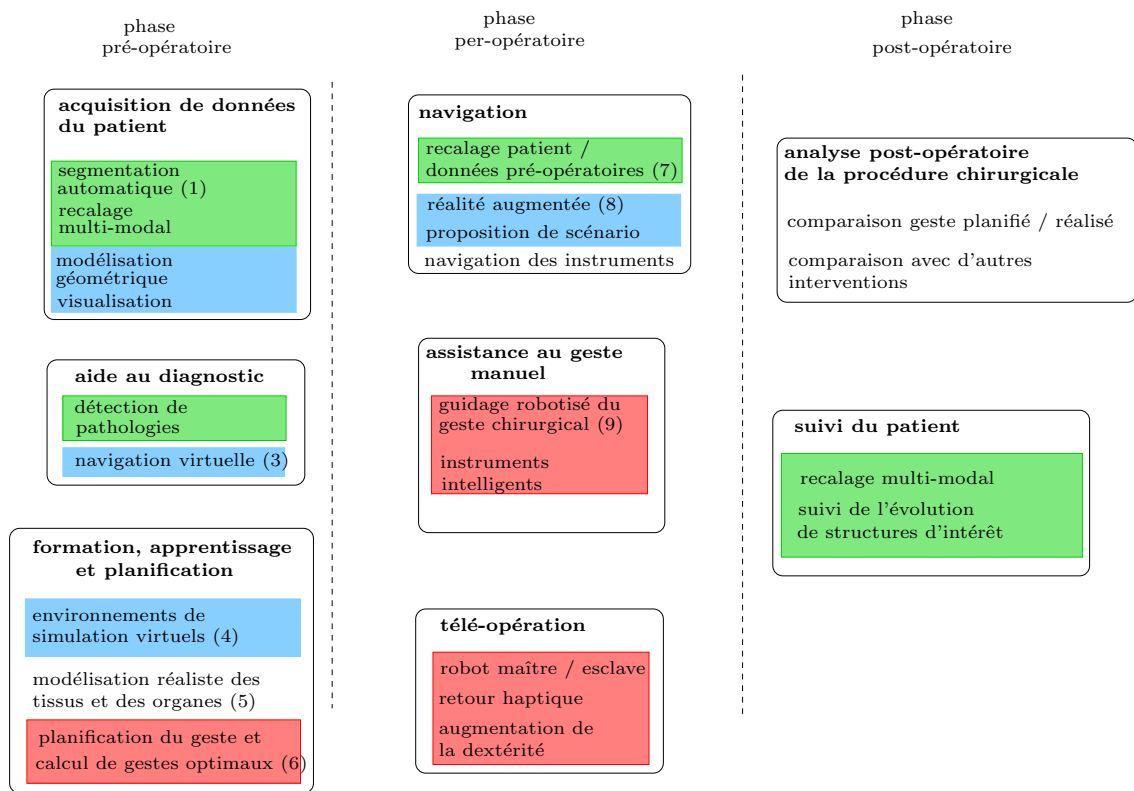 phase
pré-opératoire
acquisition de données
du patient
segmentation
automatique (1)
recalage
multi-modal
modélisation
géométrique
visualisation
aide au diagnostic
détection de
pathologies
navigation virtuelle (3)
formation, apprentissage
et planification
environnements de
simulation virtuels (4)
modélisation réaliste des
tissus et des organes (5)
planification du geste et
calcul de gestes optimaux (6)
phase
per-opératoire
navigation
recalage patient /
données pré-opératoires (7)
réalité augmentée (8)
proposition de scénario
navigation des instruments
assistance au geste
manuel
guidage robotisé du
geste chirurgical (9)
instruments
intelligents
télé-opération
robot maître / esclave
retour haptique
augmentation de
la dextérité
phase
post-opératoire
analyse post-opératoire
de la procédure chirurgicale
comparaison geste planifié / réalisé
comparaison avec d'autres
interventions
suivi du patient
recalage multi-modal
suivi de l'évolution
de structures d'intérêt